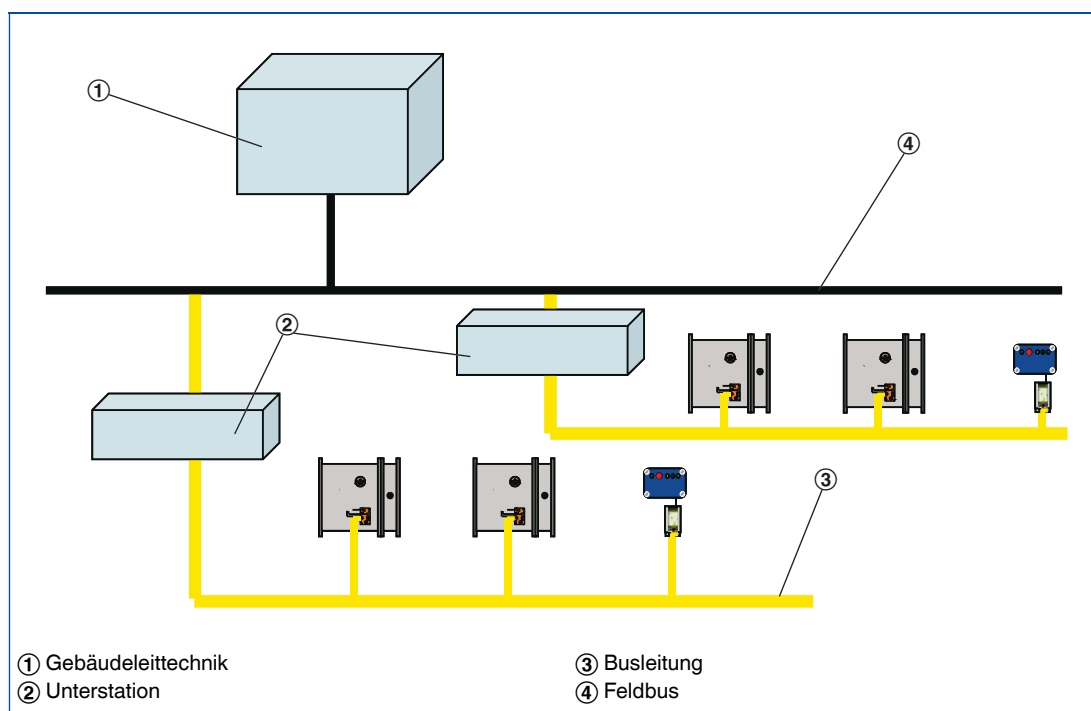 ①
④
②
③
① Gebäudeleittechnik
② Unterstation
③ Busleitung
④ Feldbus